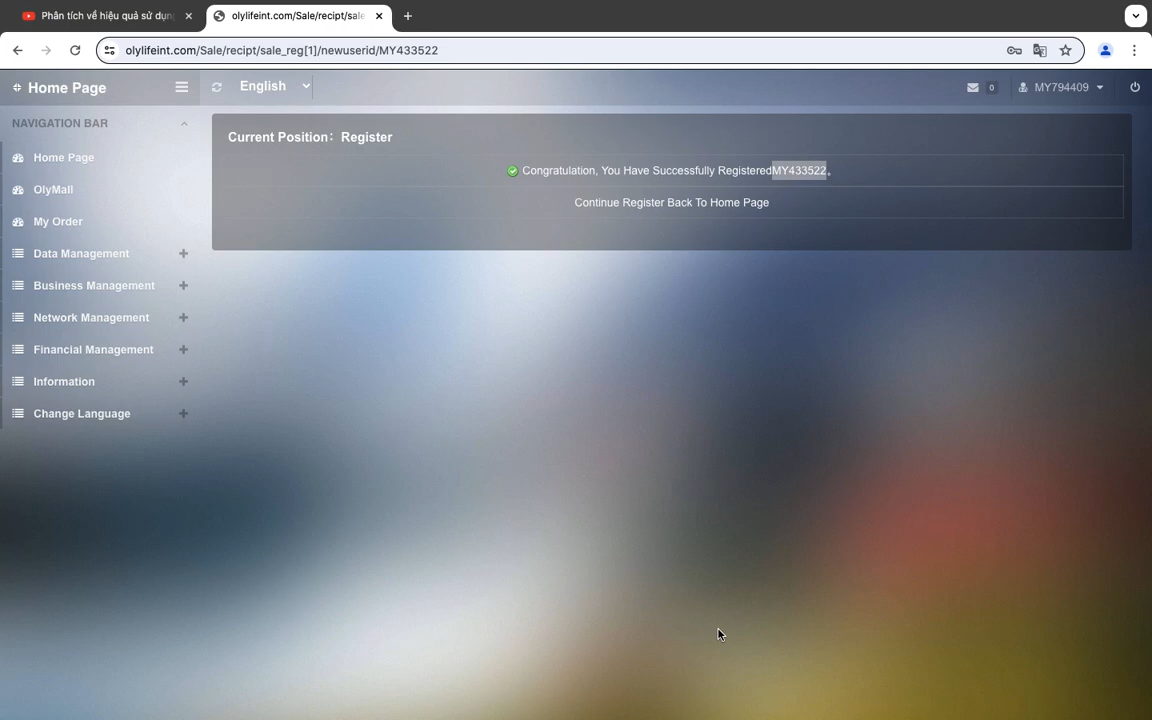 Phân tích về hiệu quả sử dụng
olylifeint.com/Sale/recipt/sale
olylifeint.com/Sale/recipt/sale_reg[1]/newuserid/MY433522
Home Page
English
0
MY794409
NAVIGATION BAR
Home Page
OlyMall
My Order
Data Management
Business Management
Network Management
Financial Management
Information
Change Language
Current Position：Register
Congratulation, You Have Successfully RegisteredMY433522。
Continue Register Back To Home Page